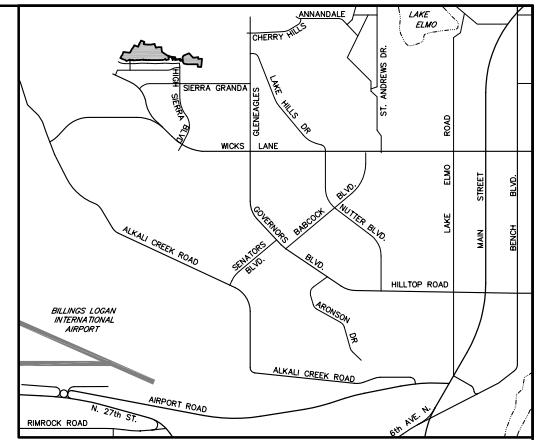 ANNANDALE
LAKE
ELMO
CHERRY HILLS
ST. ANDREWS DR.
HIGH SIERRA BLVD
SIERRA GRANDA
GLENEAGLES
LAKE HILLS DR
LAKE ELMO ROAD
MAIN STREET
BENCH BLVD.
WICKS LANE
GOVERNORS BLVD.
BABCOCK BLVD.
NUTTER BLVD.
SENATORS BLVD.
ALKALI CREEK ROAD
HILLTOP ROAD
ARONSON DR
BILLINGS LOGAN
INTERNATIONAL
AIRPORT
ALKALI CREEK ROAD
AIRPORT ROAD
N. 27th ST.
RIMROCK ROAD
6th AVE. N.